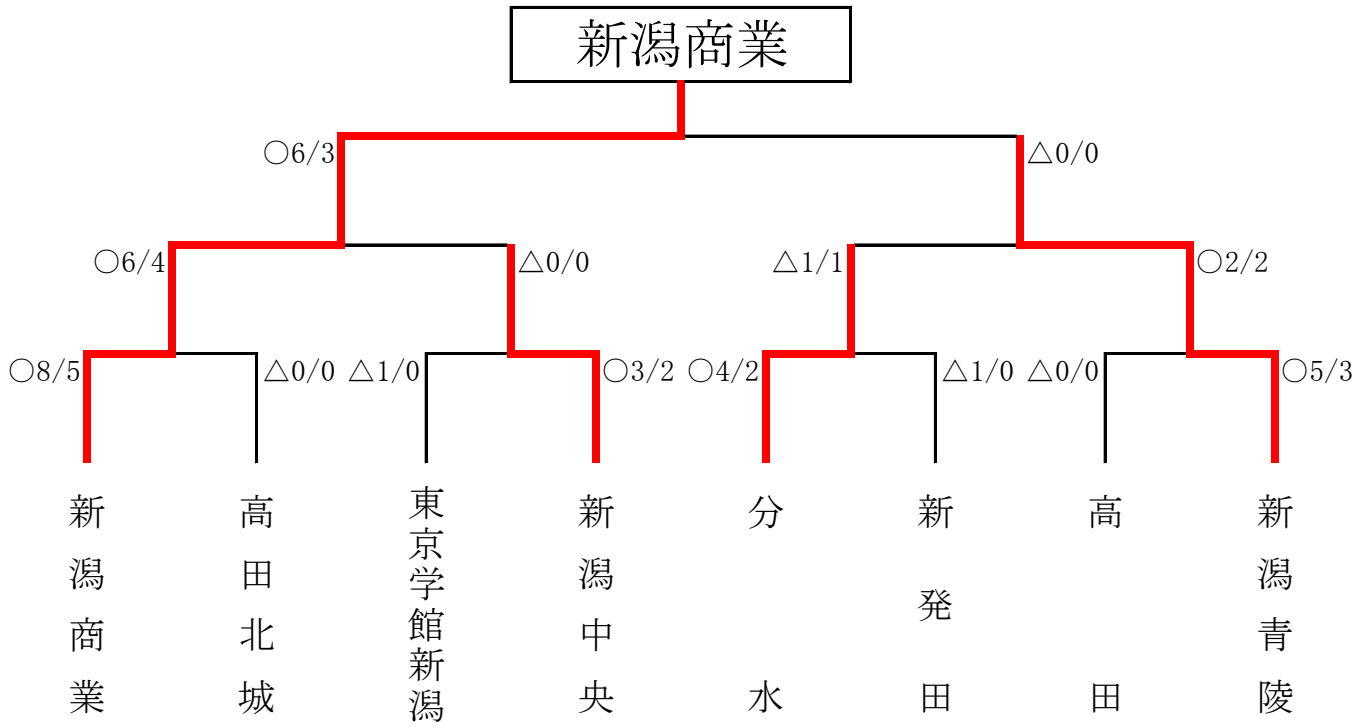 新潟商業
○6/3 △0/0
○6/4 △0/0 △1/1 ○2/2
○8/5 △0/0 △1/0 ○3/2 ○4/2 △1/0 △0/0 ○5/3
新潟商業
高田北城
東京学館新潟
新潟中央
分水
新発田
高田
新潟青陵